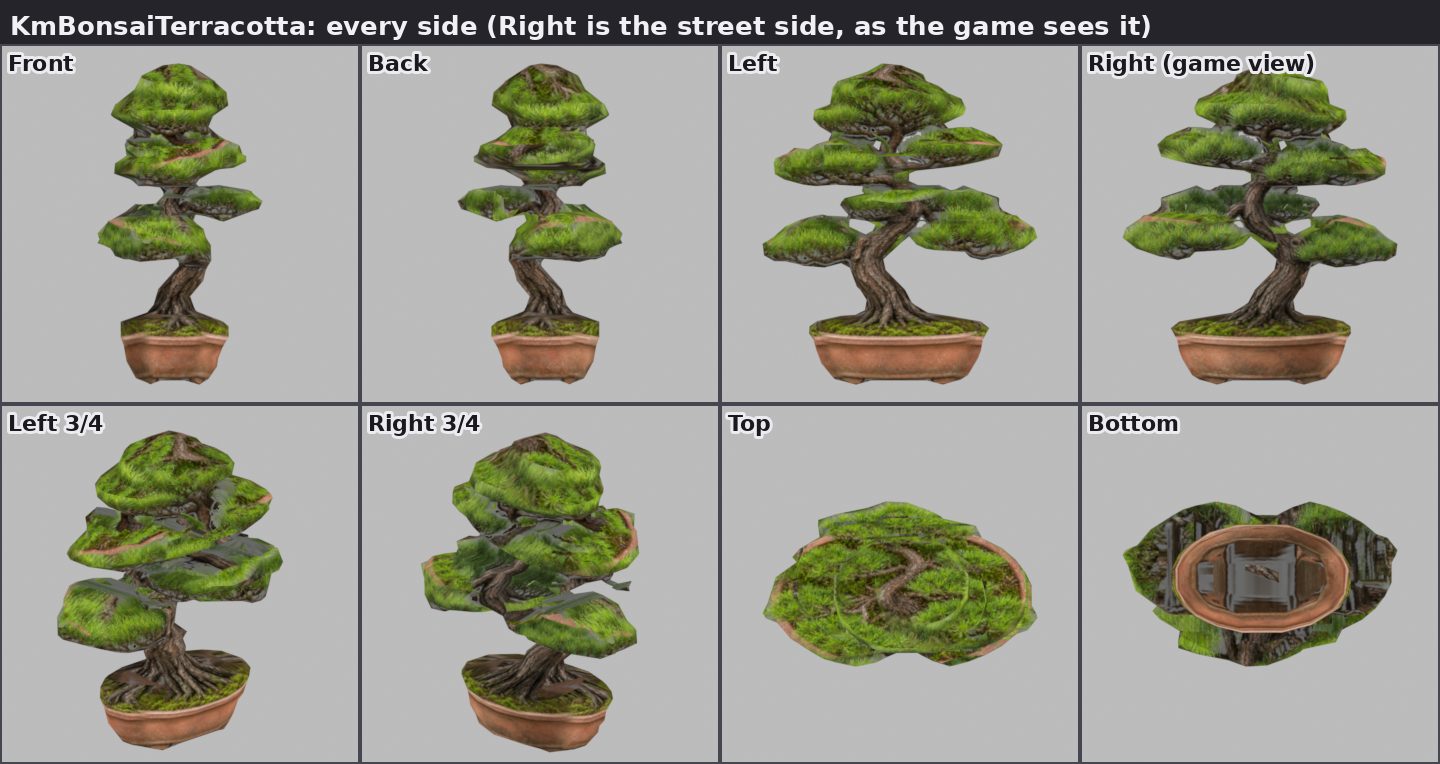 KmBonsaiTerracotta: every side (Right is the street side, as the game sees it)
Front
Back
Left
Right (game view)
Left 3/4
Right 3/4
Top
Bottom